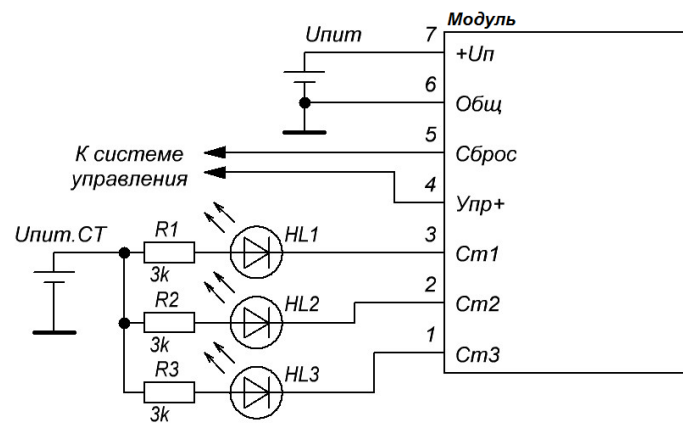 Модуль
Uпит
7
+Uп
6
Общ
5
Сброс
К системе
управления
4
Упр+
Uпит.СТ
R1
HL1
3
Ст1
3k
R2
HL2
2
Ст2
3k
R3
HL3
1
Ст3
3k